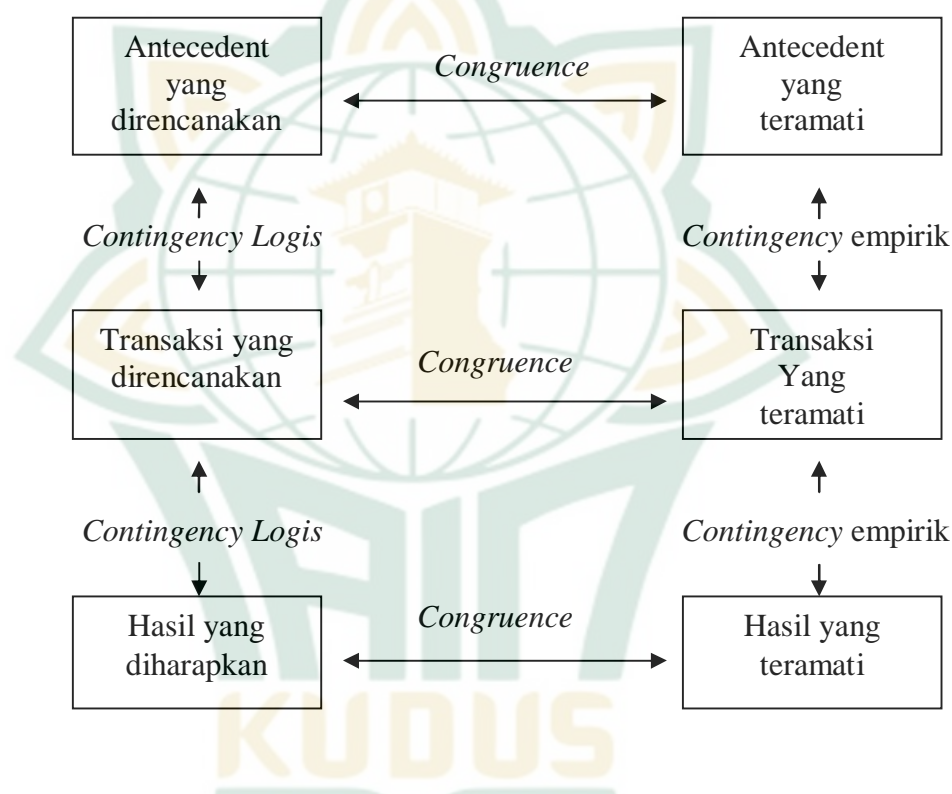 Antecedent
yang
direncanakan
Congruence
Antecedent
yang
teramati
Contingency Logis
Contingency empirik
Transaksi yang
direncanakan
Congruence
Transaksi
Yang
teramati
Contingency Logis
Contingency empirik
Hasil yang
diharapkan
Congruence
Hasil yang
teramati
IAIN
KUDUS